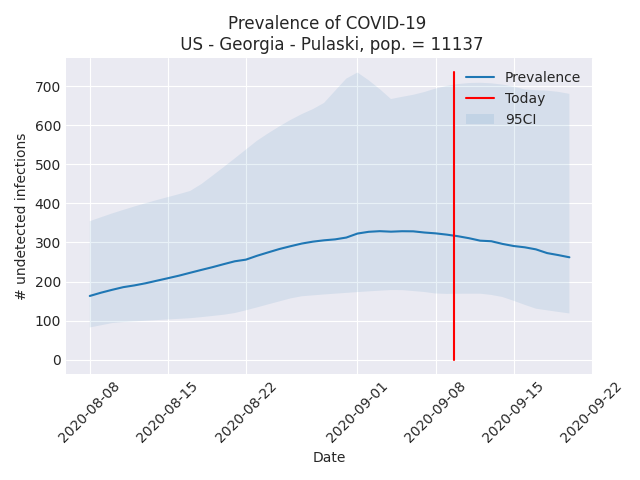 Prevalence of COVID-19
US - Georgia - Pulaski, pop. = 11137
Prevalence
Today
95CI
# undetected infections
700
600
500
400
300
200
100
0
2020-08-08
2020-08-15
2020-08-22
2020-09-01
2020-09-08
2020-09-15
2020-09-22
Date